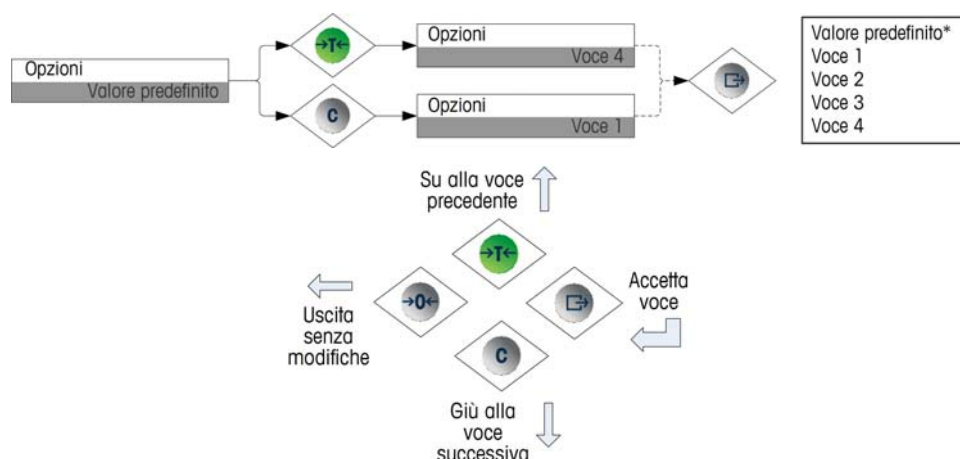 Opzioni
Valore predefinito
→T←
C
Opzioni
Voce 4
Opzioni
Voce 1
Valore predefinito*
Voce 1
Voce 2
Voce 3
Voce 4
Su alla voce
precedente
→T←
→0←
C
Uscita
senza
modifiche
Accetta
voce
Giù alla
voce
successiva